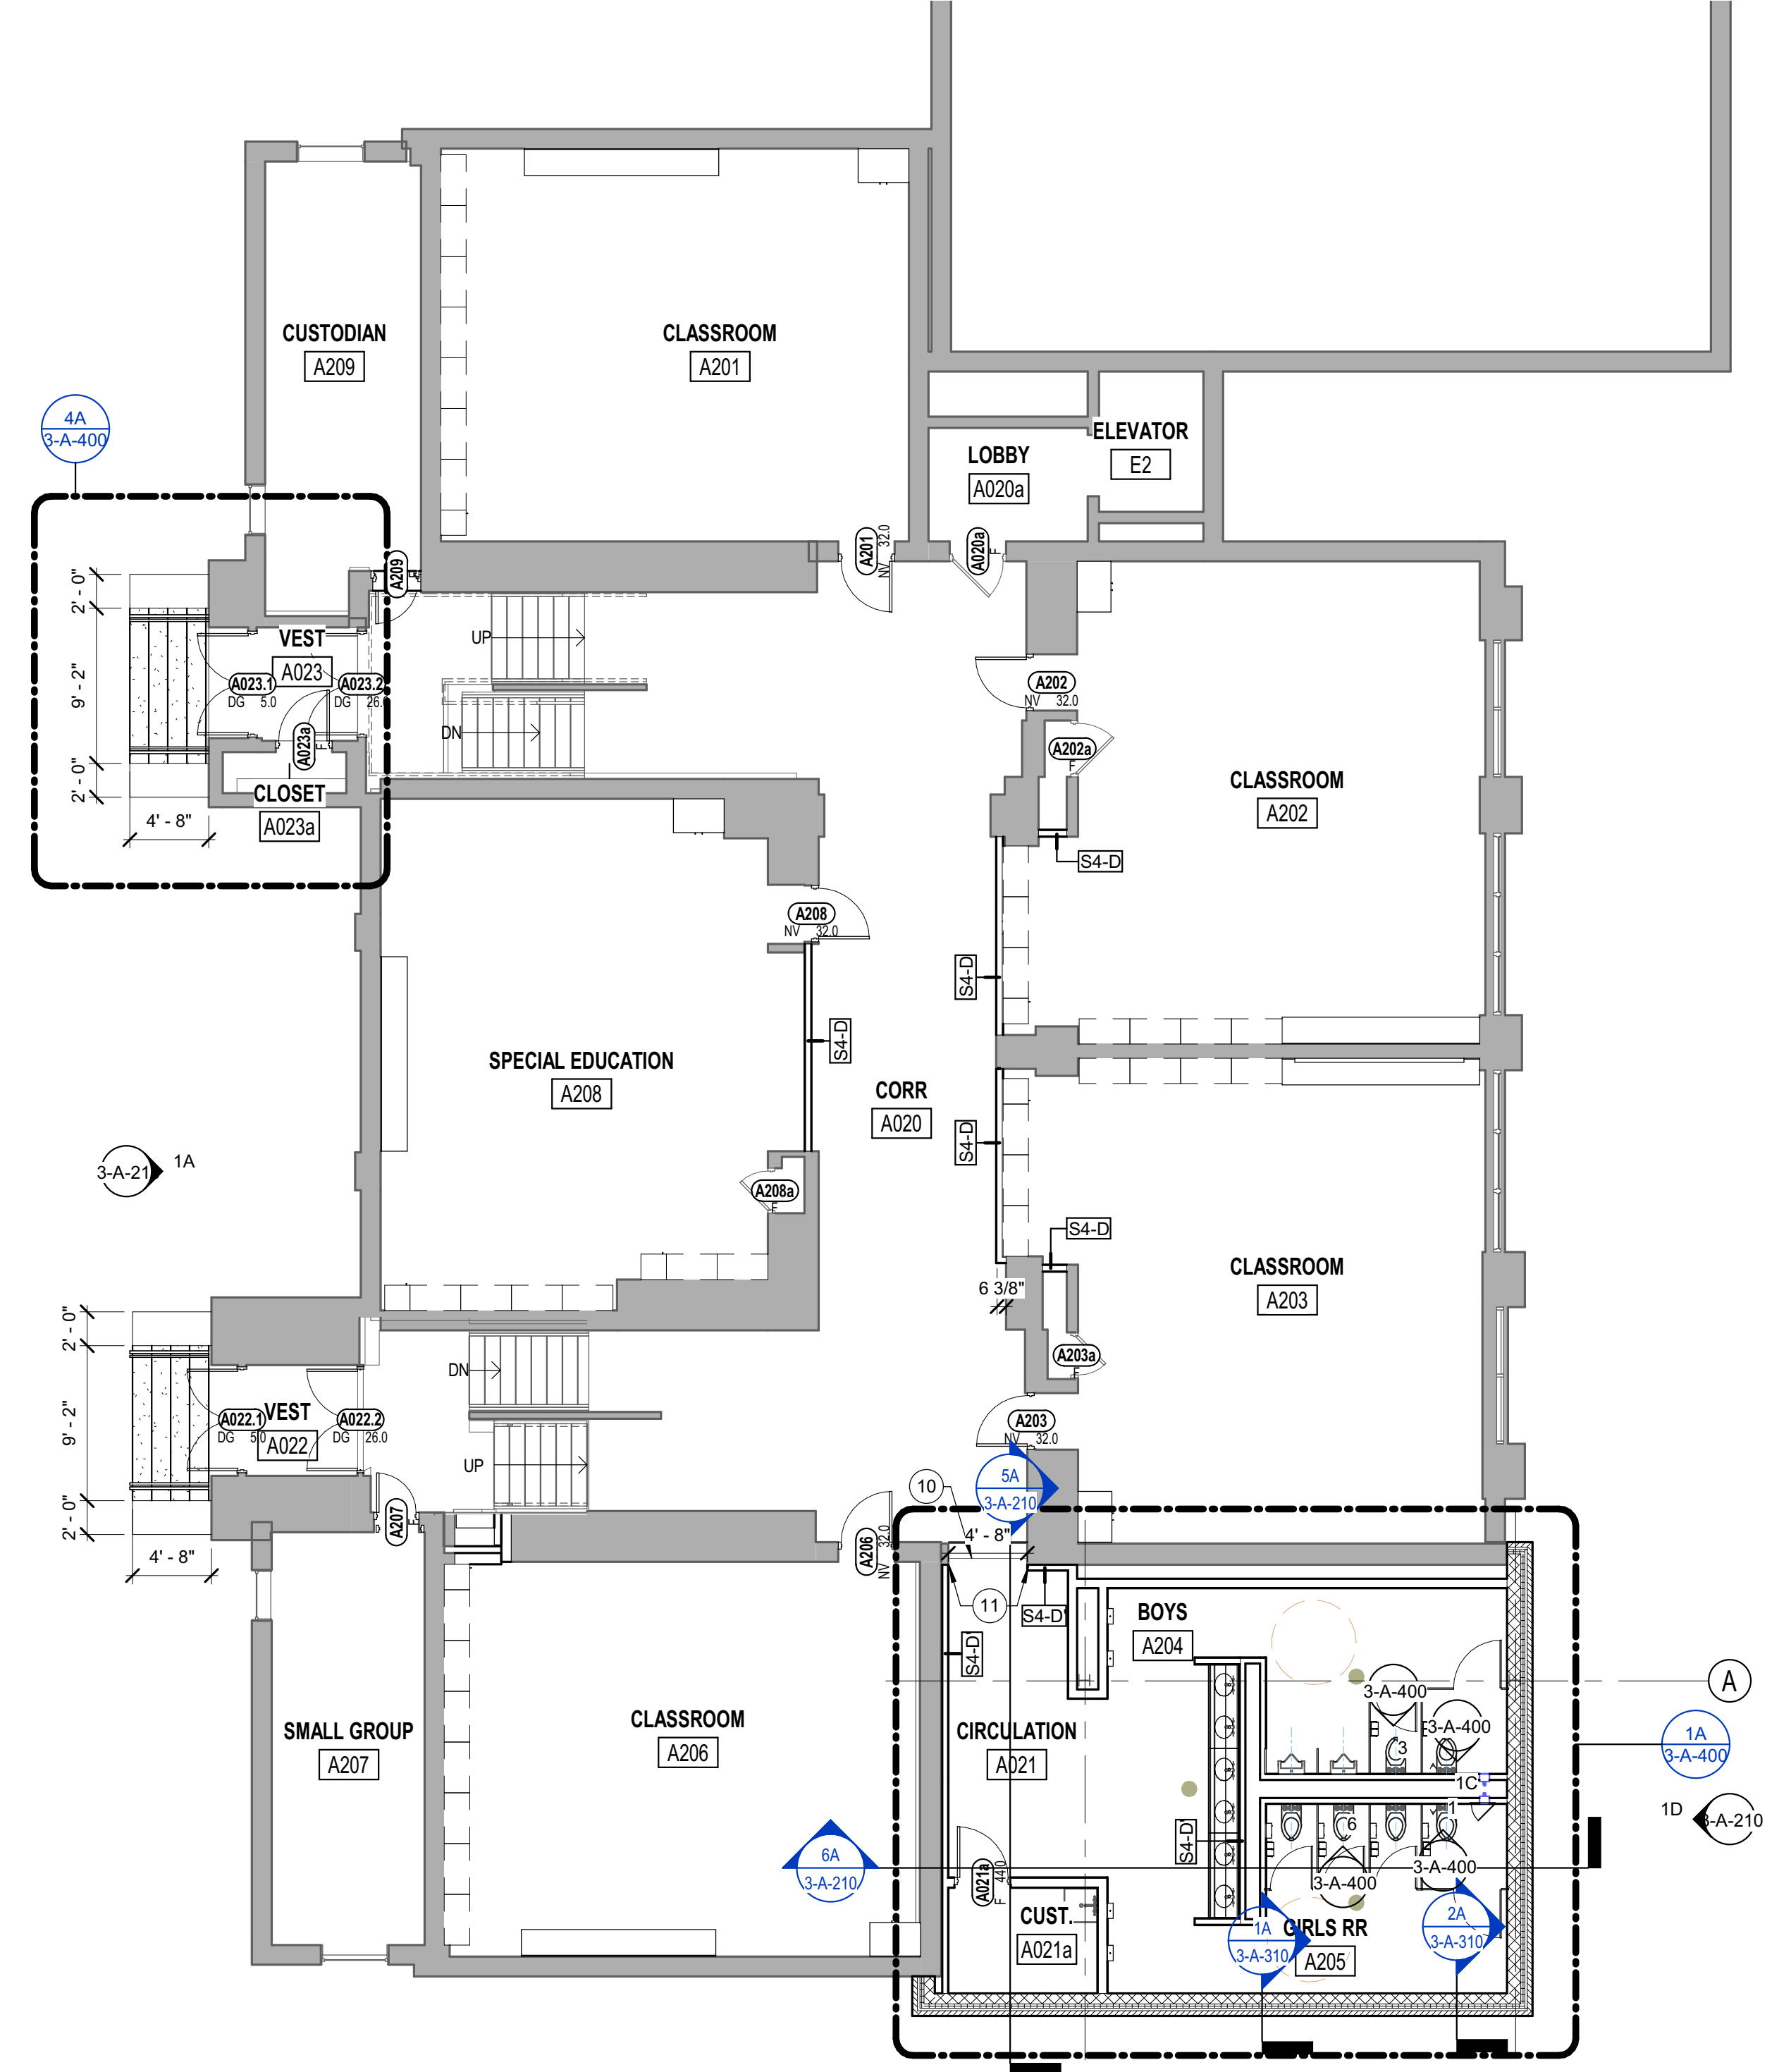 CUSTODIAN
A209
CLASSROOM
A201
4A
3-A-400
ELEVATOR
E2
LOBBY
A020a
A201
NV 32.0
A020a
F
A209
2' - 0"
9' - 2"
2' - 0"
4' - 8"
VEST
A023
A023.1
DG 5.0
A023.2
DG 26.
A023a
F
CLOSET
A023a
UP
DN
A202
NV 32.0
A202a
F
CLASSROOM
A202
S4-D
A208
NV 32.0
S4-D
S4-D
SPECIAL EDUCATION
A208
CORR
A020
S4-D
3-A-21
1A
A208a
F
S4-D
6 3/8"
CLASSROOM
A203
A203a
F
2' - 0"
9' - 2"
2' - 0"
4' - 8"
DN
UP
VEST
A022
A022.1
DG 5.0
A022.2
DG 26.0
A203
NV 32.0
A207
F
A206
NV 32.0
10
5A
3-A-210
4' - 8"
11
S4-D
S4-D
BOYS
A204
A
3-A-400
3-A-400
3
1C
1
6
3-A-400
3-A-400
1A
3-A-400
1D
3-A-210
SMALL GROUP
A207
CLASSROOM
A206
CIRCULATION
A021
S4-D
6A
3-A-210
A021a
F 44.0
CUST.
A021a
1A
3-A-310
GIRLS RR
A205
2A
3-A-310